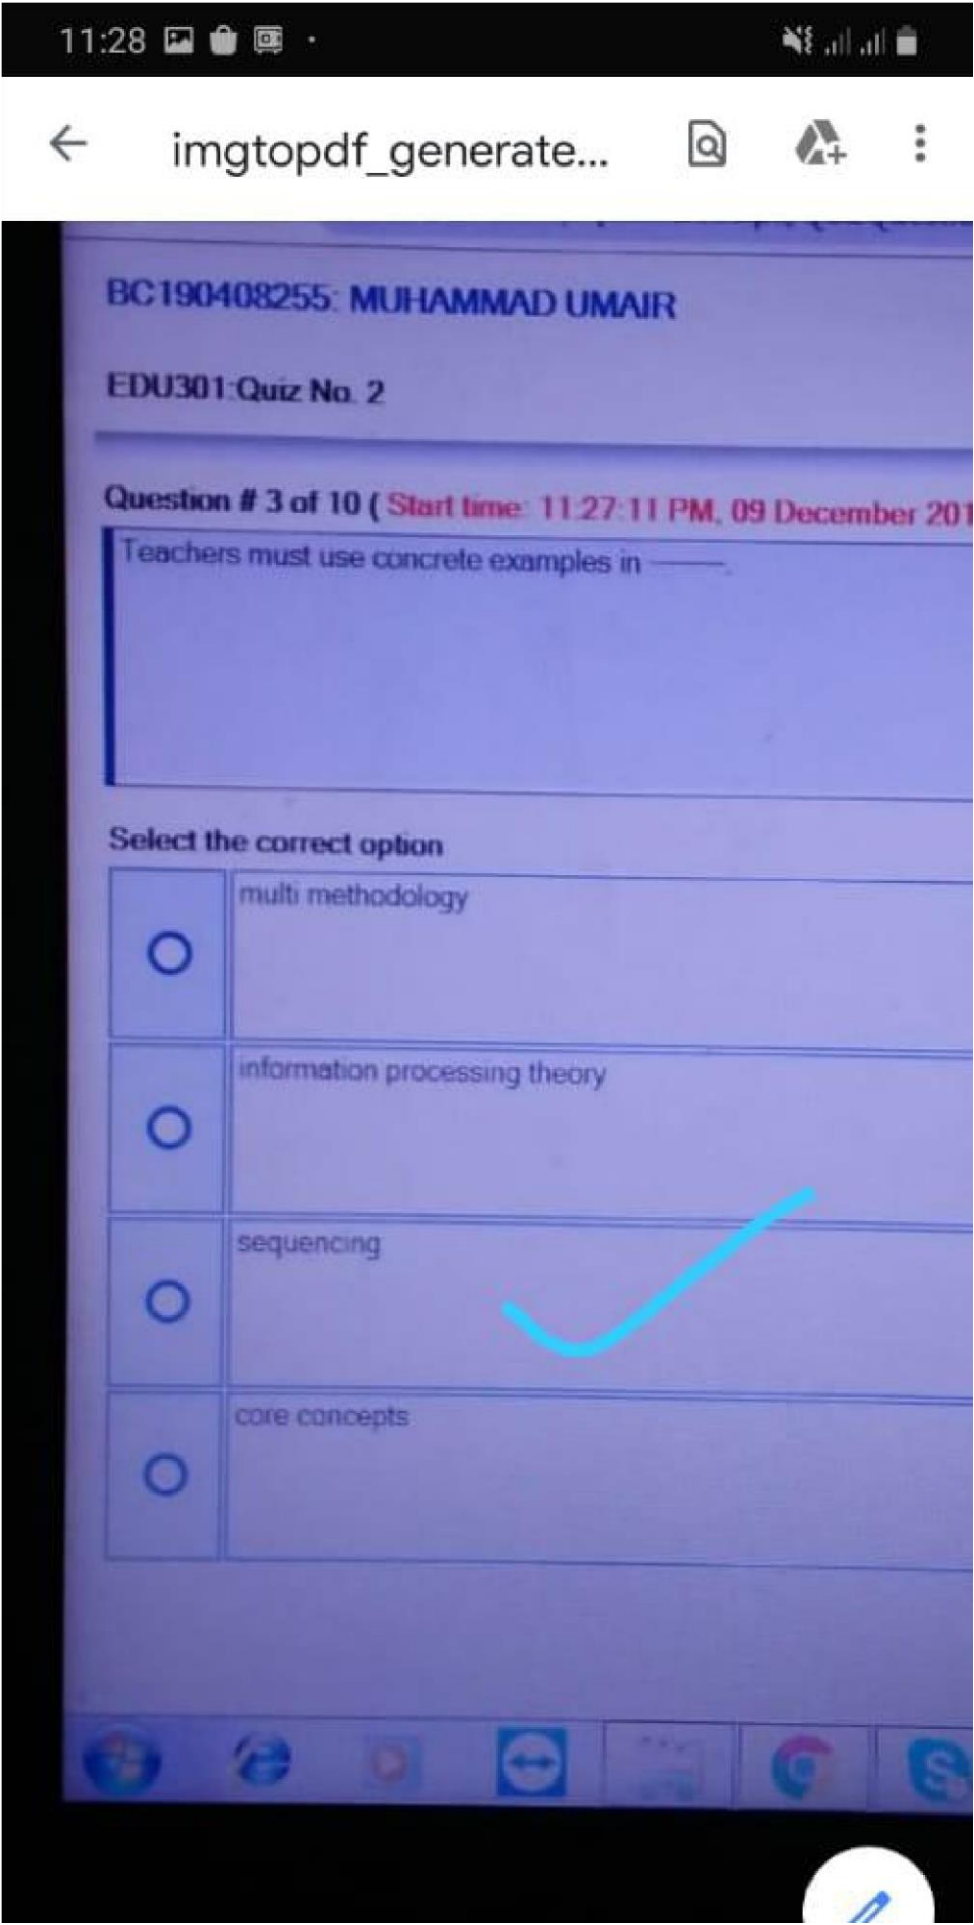 11:28
imgtopdf_generate...
BC190408255: MUHAMMAD UMAIR
EDU301:Quiz No. 2
Question # 3 of 10 ( Start time: 11:27:11 PM, 09 December 201
Teachers must use concrete examples in ———.
Select the correct option
multi methodology
information processing theory
sequencing
core concepts